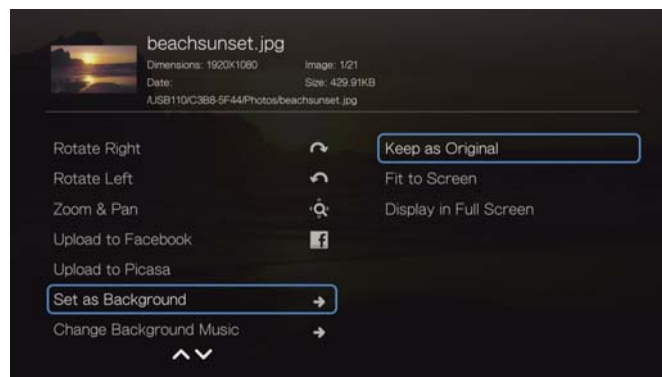 beachsunset.jpg
Dimensions: 1920X1080 Image: 1/21
Date: Size: 429.91KB
/USB110/C3B8-5F44/Photos/beachsunset.jpg
Rotate Right
Rotate Left
Zoom & Pan
Upload to Facebook
Upload to Picasa
Set as Background
Change Background Music
Keep as Original
Fit to Screen
Display in Full Screen